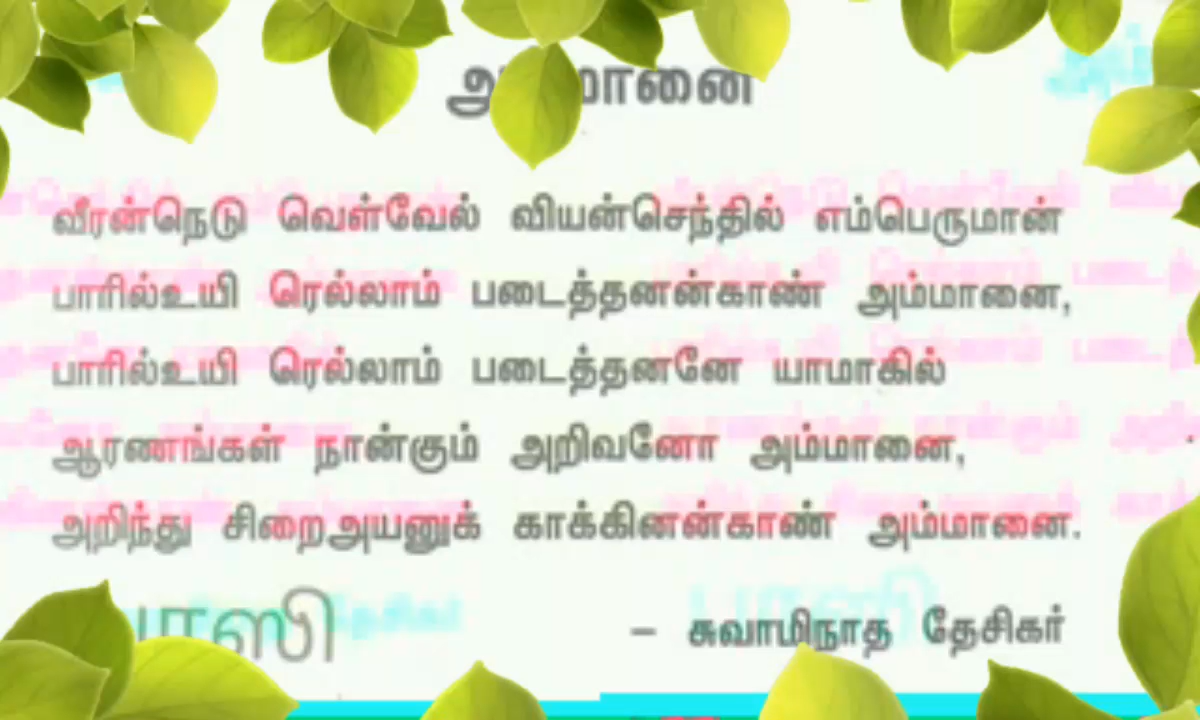 வீரன்நெடு வெள்வேல் வியன்செந்தில் எம்பெருமான்
பாரில்உயி ரெல்லாம் படைத்தனன்காண் அம்மானை,
பாரில்உயி ரெல்லாம் படைத்தனனே யாமாகில்
ஆரணங்கள் நான்கும் அறிவனோ அம்மானை,
அறிந்து சிறைஅயனுக் காக்கினன்காண் அம்மானை.
– சுவாமிநாத தேசிகர்